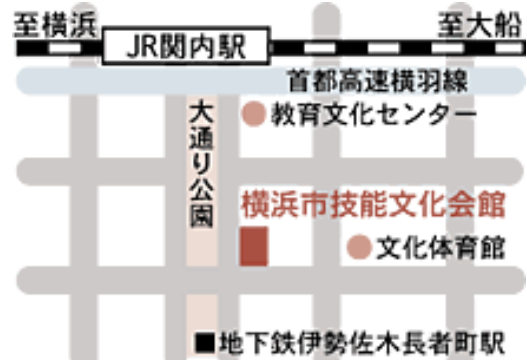 至横浜
至大船
JR関内駅
首都高速横羽線
教育文化センター
大通り公園
横浜市技能文化会館
文化体育館
■地下鉄伊勢佐木長者町駅